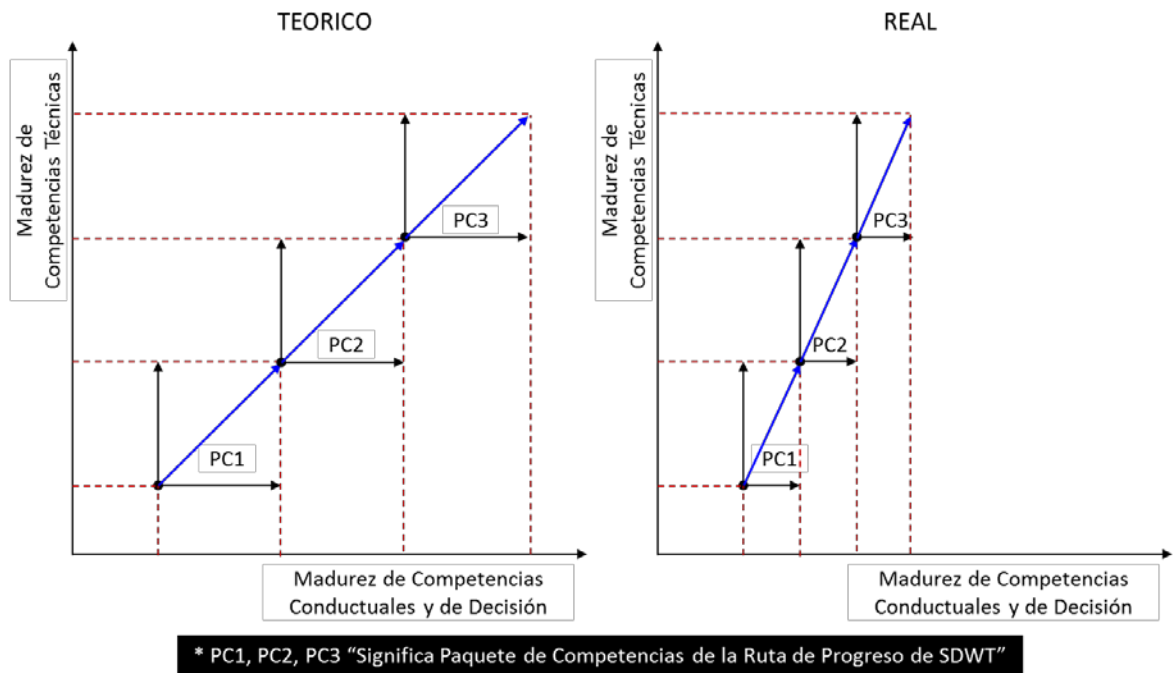 TEORICO
Madurez de
Competencias Técnicas
PC3
PC2
PC1
Madurez de Competencias
Conductuales y de Decisión
REAL
Madurez de
Competencias Técnicas
PC3
PC2
PC1
Madurez de Competencias
Conductuales y de Decisión
* PC1, PC2, PC3 “Significa Paquete de Competencias de la Ruta de Progreso de SDWT”